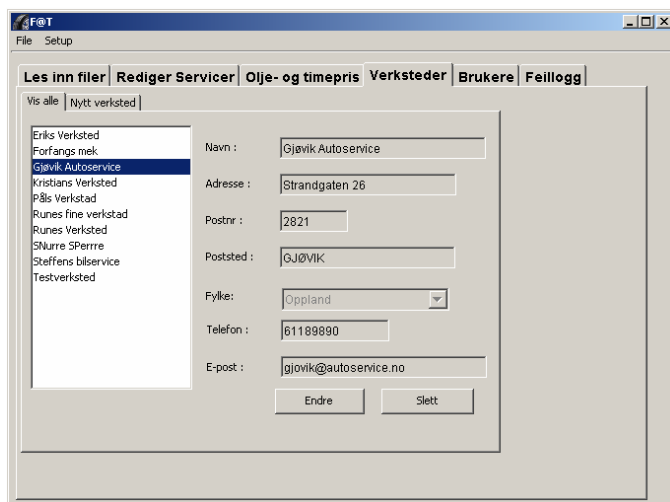 F@T
File Setup
Les inn filer Rediger Servicer Olje- og timepris Verksteder Brukere Feillogg
Vis alle Nytt verksted
Eriks Verksted
Forfangs mek
Gjøvik Autoservice
Kristians Verksted
Påls Verkstad
Runes fine verkstad
Runes Verksted
SNurre SPerrre
Steffens bilservice
Testverksted
Navn : Gjøvik Autoservice
Adresse : Strandgaten 26
Postnr : 2821
Poststed : GJØVIK
Fylke: Oppland
Telefon : 61189890
E-post : gjovik@autoservice.no
Endre Slett